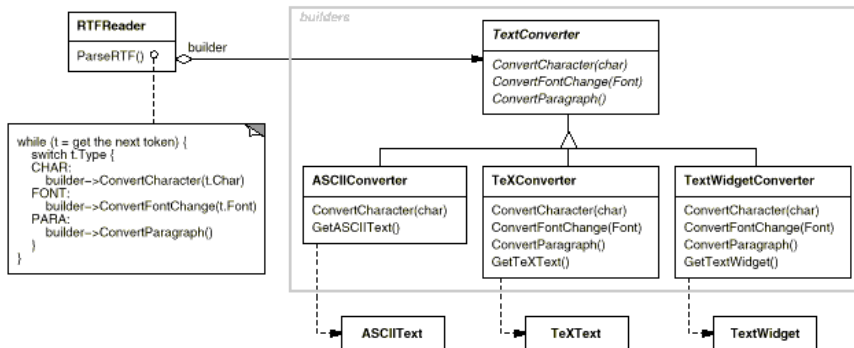 builders
RTFReader
TextConverter
builder
ParseRTF()
ConvertCharacter(char)
ConvertFontChange(Font)
ConvertParagraph()
while (t = get the next token) {
switch t.Type {
CHAR:
builder->ConvertCharacter(t.Char)
FONT:
builder->ConvertFontChange(t.Font)
PARA:
builder->ConvertParagraph()
}
}
ASCIIConverter
ConvertCharacter(char)
GetASCIIText()
TeXConverter
ConvertCharacter(char)
ConvertFontChange(Font)
ConvertParagraph()
GetTeXText()
TextWidgetConverter
ConvertCharacter(char)
ConvertFontChange(Font)
ConvertParagraph()
GetTextWidget()
ASCIIText
TeXText
TextWidget